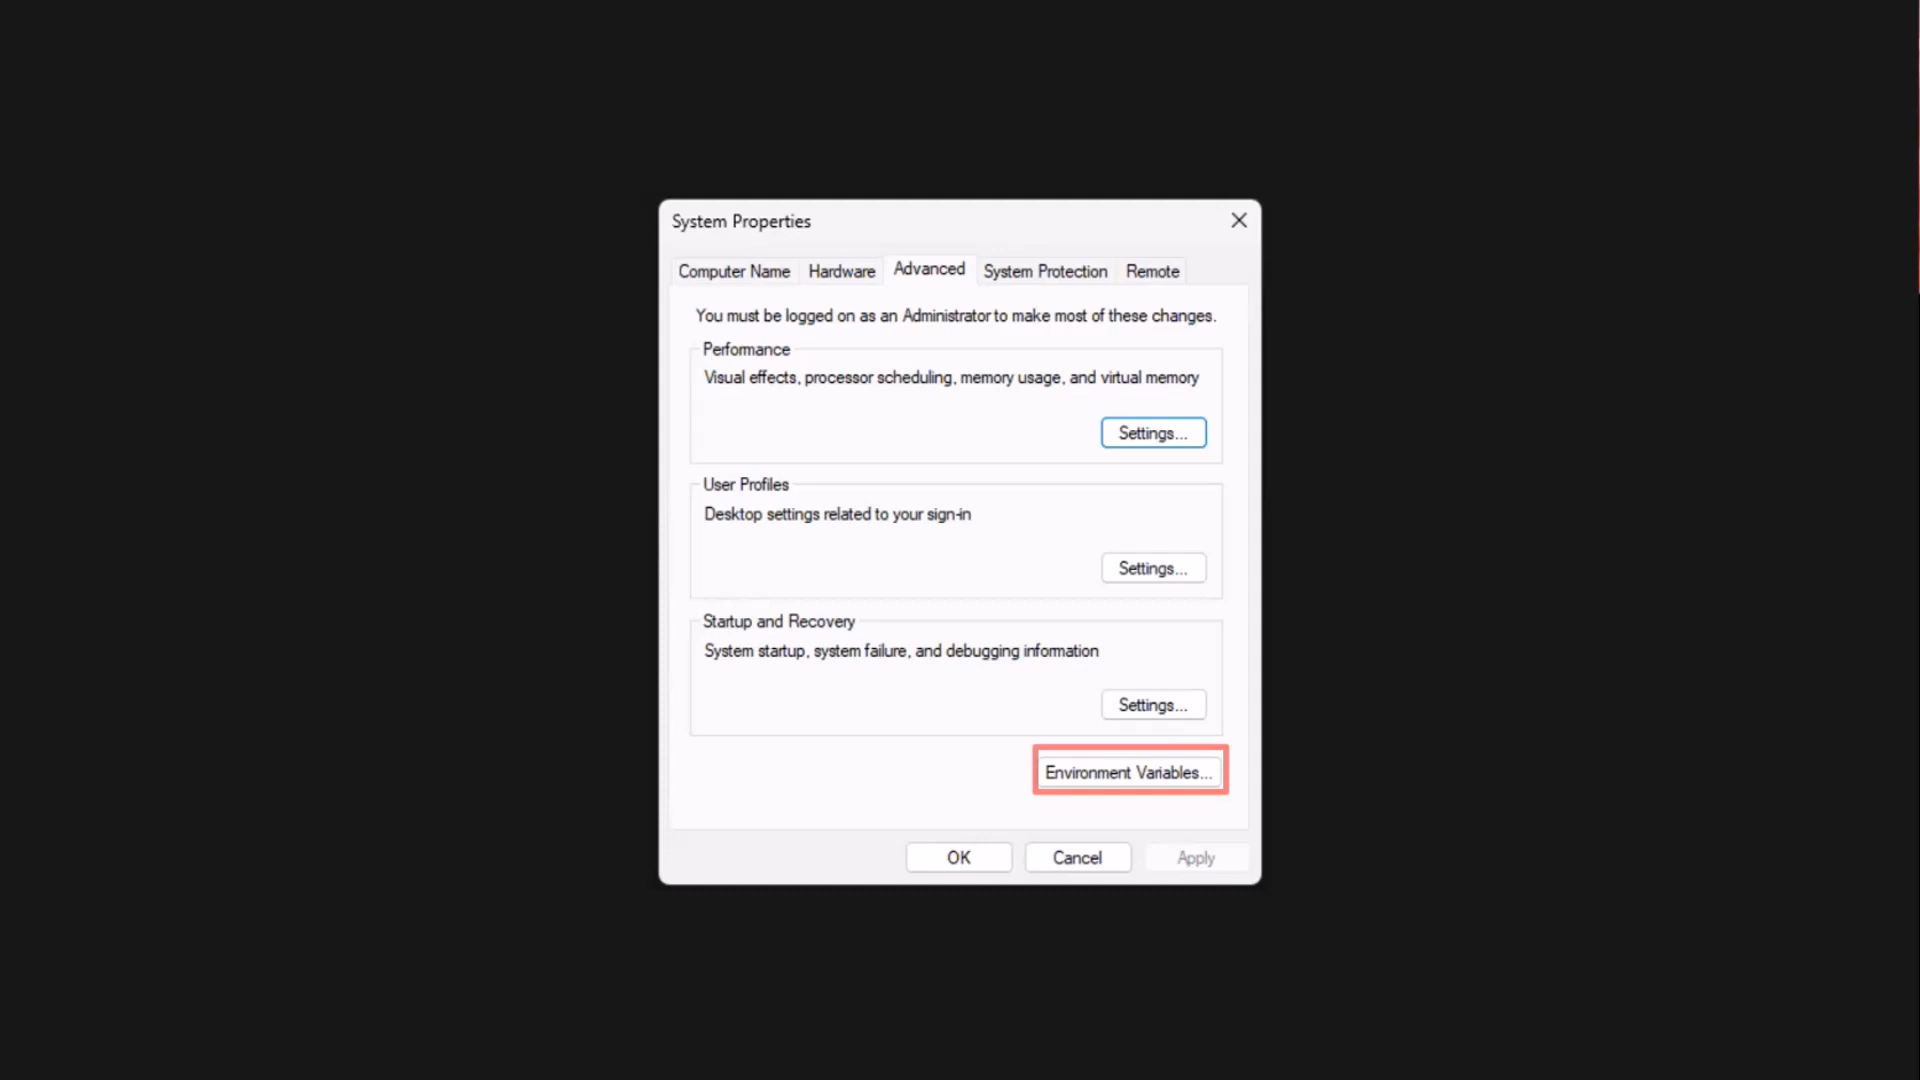 System Properties
Computer Name Hardware Advanced System Protection Remote
You must be logged on as an Administrator to make most of these changes.
Performance
Visual effects, processor scheduling, memory usage, and virtual memory
Settings...
User Profiles
Desktop settings related to your sign-in
Settings...
Startup and Recovery
System startup, system failure, and debugging information
Settings...
Environment Variables...
OK Cancel Apply